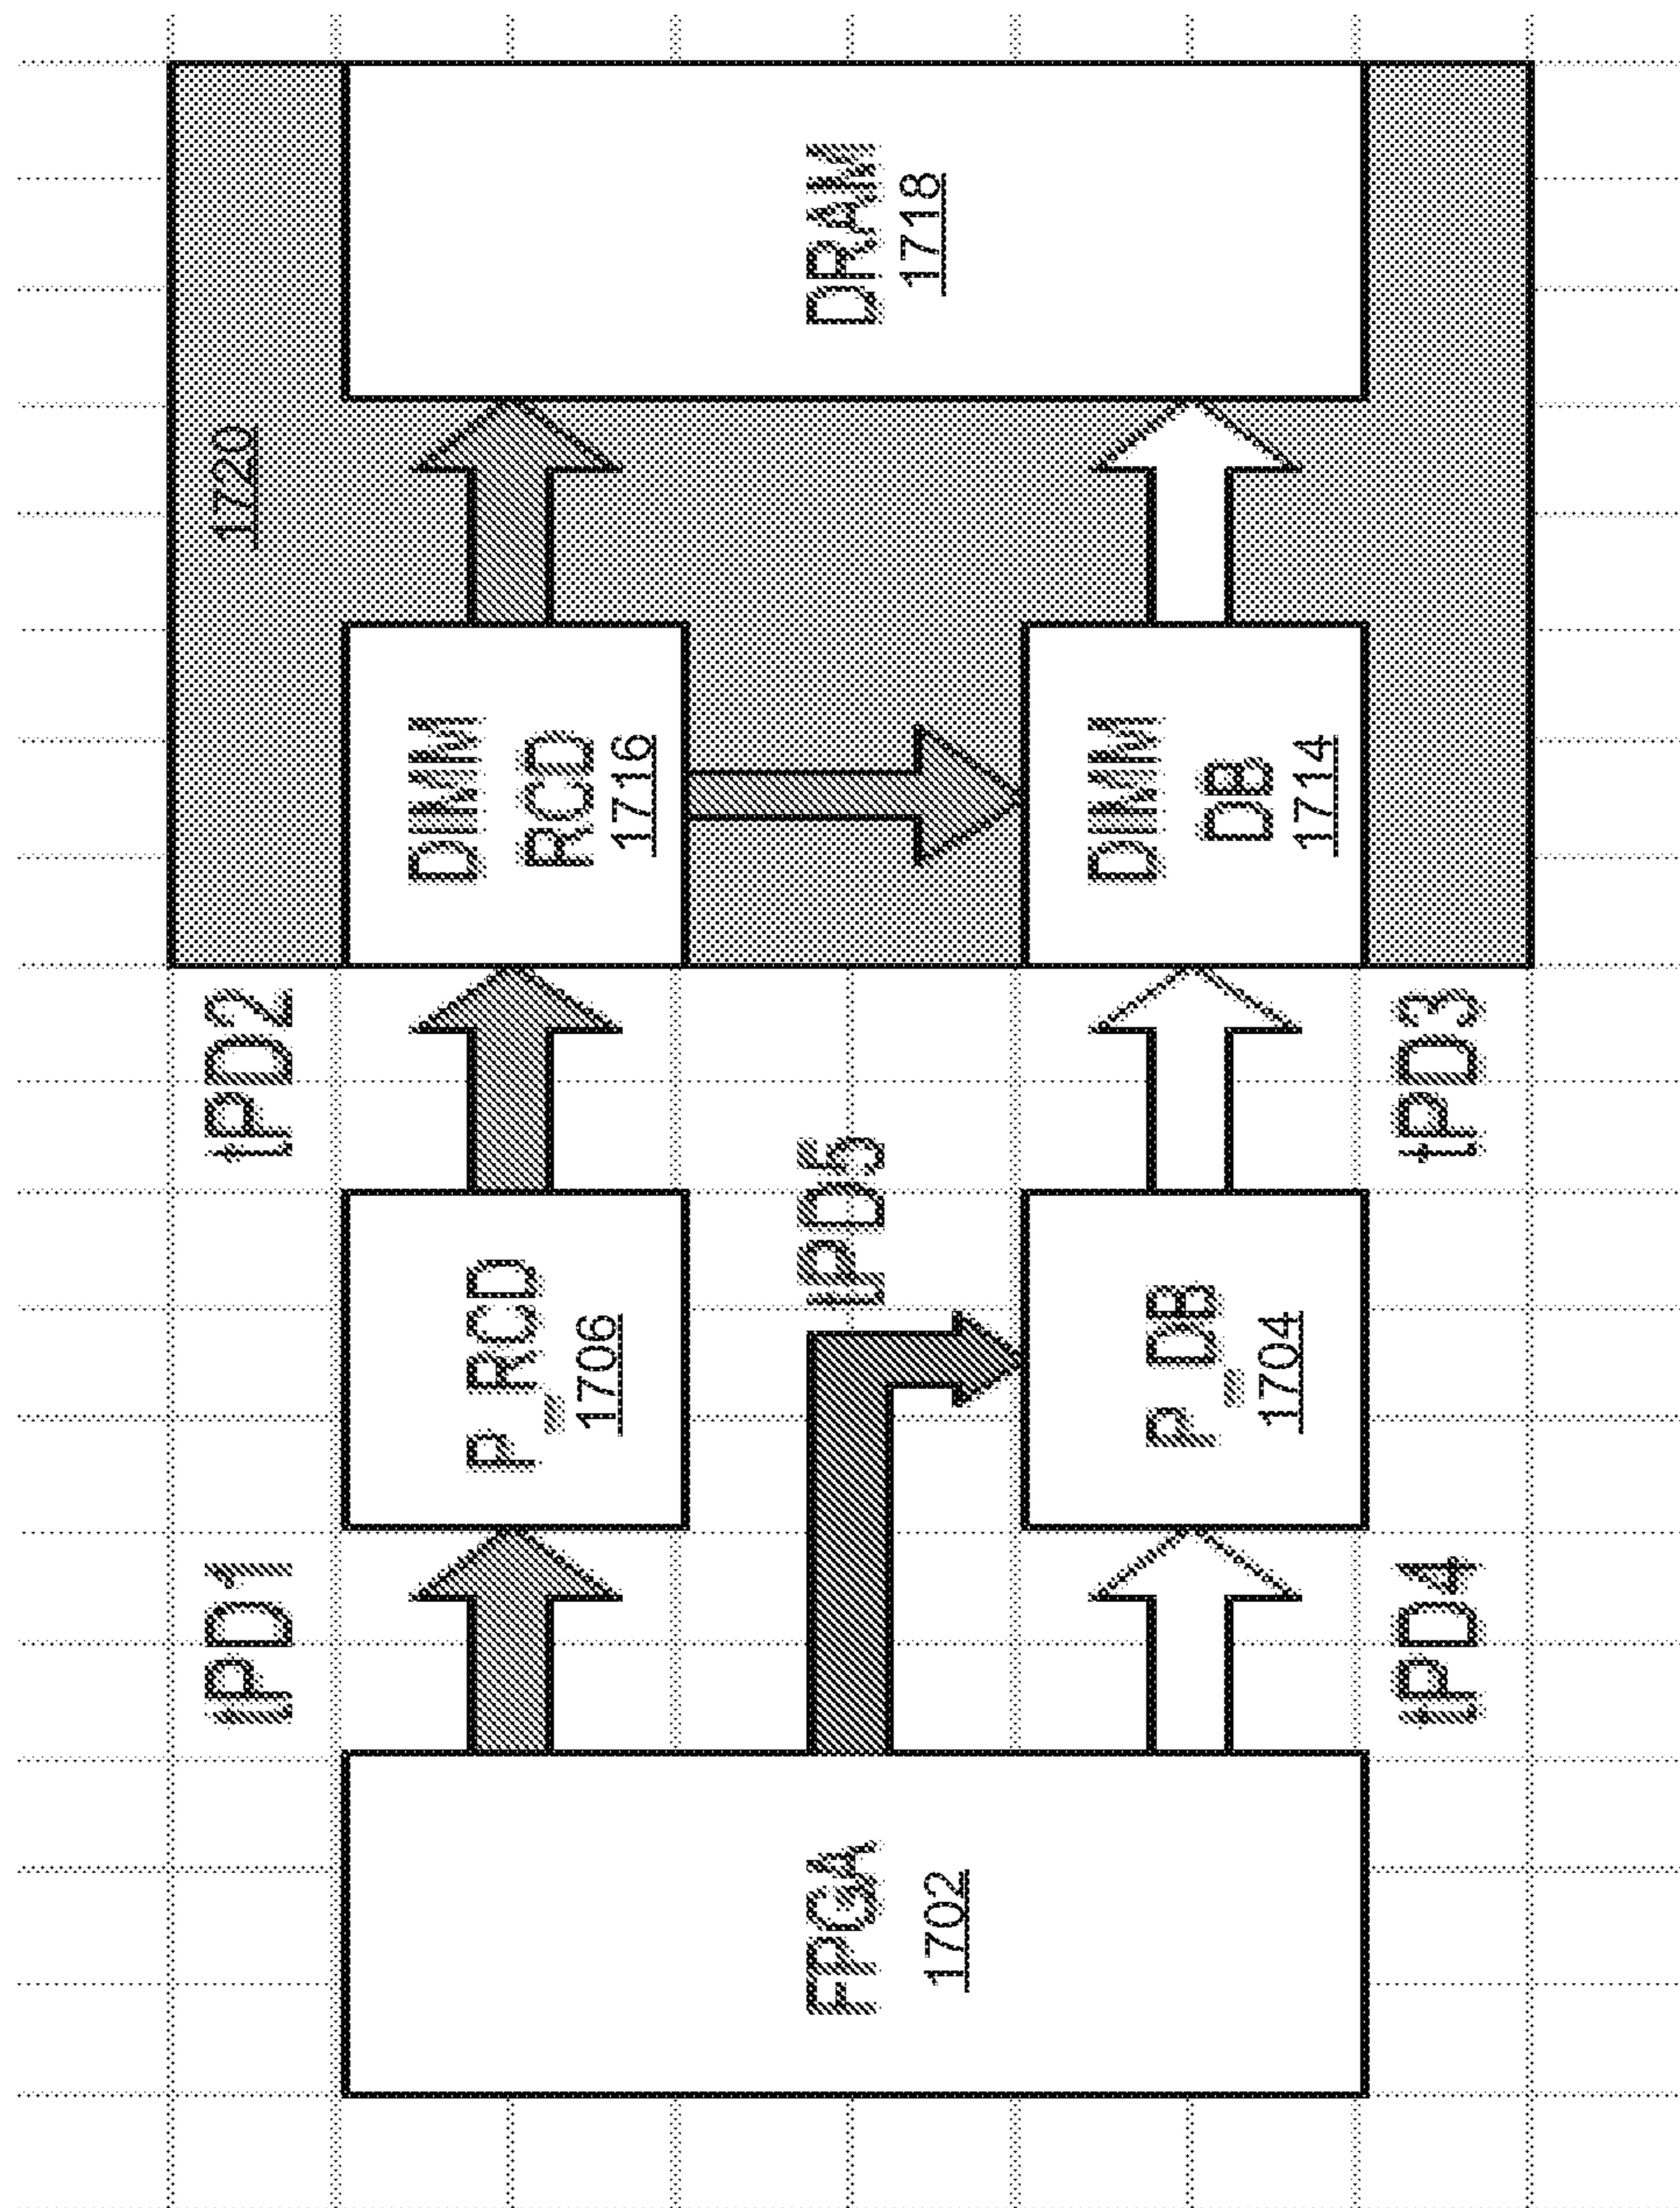 FPGA
1702
tPD1
P_RCD
1706
tPD2
DIMM
RCD
1716
1720
tPD5
tPD4
P_DB
1704
tPD3
DIMM
DB
1714
DRAM
1718